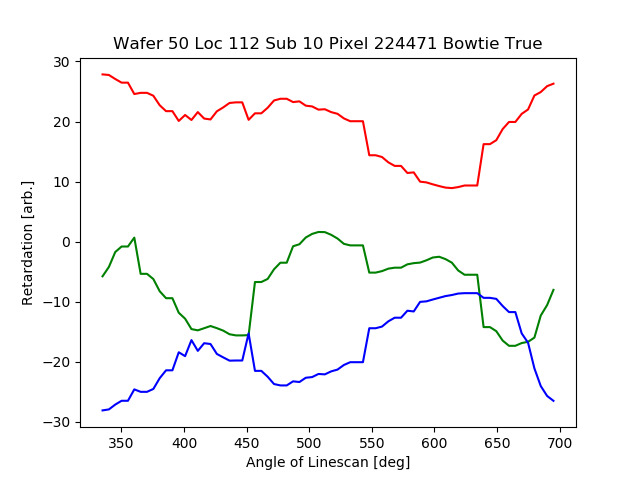 Wafer 50 Loc 112 Sub 10 Pixel 224471 Bowtie True
30
20
10
0
−10
−20
−30
Retardation [arb.]
350 400 450 500 550 600 650 700
Angle of Linescan [deg]